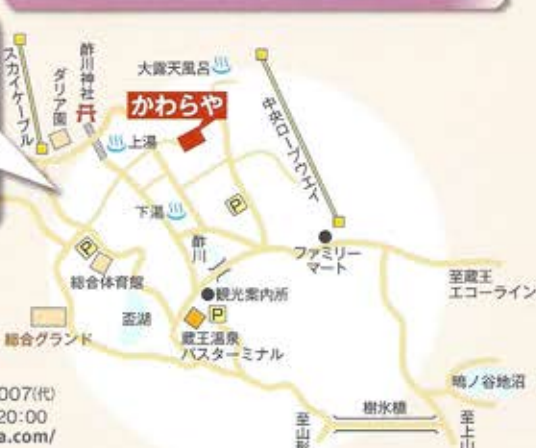 スカイケーブル
ダリア園
酢川神社
大露天風呂
かわらや
上湯
中央ロープウエイ
下湯
P
酢川
ファミリー
マート
至蔵王
エコーライン
P
総合体育館
観光案内所
盃湖
P
総合グランド
蔵王温泉
バスターミナル
鴫ノ谷地沼
樹氷橋
至山形
至上山
007(代)
20:00
a.com/